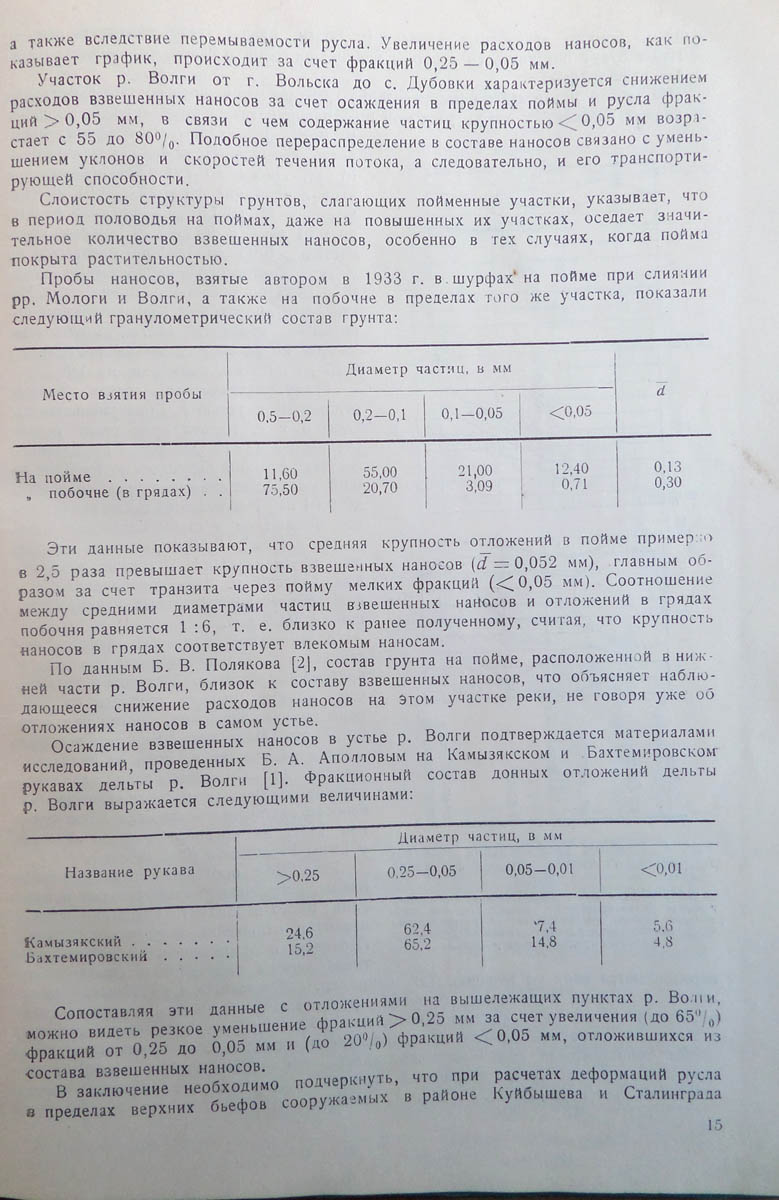 а также вследствие перемываемости русла. Увеличение расходов наносов, как по-
казывает график, происходит за счет фракций 0,25 — 0,05 мм.
Участок р. Волги от г. Вольска до с. Дубовки характеризуется снижением
расходов взвешенных наносов за счет осаждения в пределах поймы и русла фрак-
ций > 0,05 мм, в связи с чем содержание частиц крупностью < 0,05 мм возра-
стает с 55 до 80%. Подобное перераспределение в составе наносов связано с умень-
шением уклонов и скоростей течения потока, а следовательно, и его транспорти-
рующей способности.
Слоистость структуры грунтов, слагающих пойменные участки, указывает, что
в период половодья на поймах, даже на повышенных их участках, оседает значи-
тельное количество взвешенных наносов, особенно в тех случаях, когда пойма
покрыта растительностью.
Пробы наносов, взятые автором в 1933 г. в шурфах на пойме при слиянии
рр. Мологи и Волги, а также на побочне в пределах того же участка, показали
следующий гранулометрический состав грунта:
Место взятия пробы
Диаметр частиц, в мм
d̅
0,5—0,2 0,2—0,1 0,1—0,05 <0,05
На пойме . . . . . . . . 11,60 55,00 21,00 12,40 0,13
„ побочне (в грядах) . . 75,50 20,70 3,09 0,71 0,30
Эти данные показывают, что средняя крупность отложений в пойме примерно
в 2,5 раза превышает крупность взвешенных наносов (d̅ = 0,052 мм), главным об-
разом за счет транзита через пойму мелких фракций (< 0,05 мм). Соотношение
между средними диаметрами частиц взвешенных наносов и отложений в грядах
побочня равняется 1 : 6, т. е. близко к ранее полученному, считая, что крупность
наносов в грядах соответствует влекомым наносам.
По данным Б. В. Полякова [2], состав грунта на пойме, расположенной в ниж-
ней части р. Волги, близок к составу взвешенных наносов, что объясняет наблю-
дающееся снижение расходов наносов на этом участке реки, не говоря уже об
отложениях наносов в самом устье.
Осаждение взвешенных наносов в устье р. Волги подтверждается материалами
исследований, проведенных Б. А. Аполловым на Камызякском и Бахтемировском
рукавах дельты р. Волги [1]. Фракционный состав донных отложений дельты
р. Волги выражается следующими величинами:
Название рукава
Диаметр частиц, в мм
>0,25 0,25—0,05 0,05—0,01 <0,01
Камызякский . . . . . . . 24,6 62,4 7,4 5,6
Бахтемировский . . . . . 15,2 65,2 14,8 4,8
Сопоставляя эти данные с отложениями на вышележащих пунктах р. Волги,
можно видеть резкое уменьшение фракций > 0,25 мм за счет увеличения (до 65%)
фракций от 0,25 до 0,05 мм и (до 20%) фракций < 0,05 мм, отложившихся из
состава взвешенных наносов.
В заключение необходимо подчеркнуть, что при расчетах деформаций русла
в пределах верхних бьефов сооружаемых в районе Куйбышева и Сталинграда
15